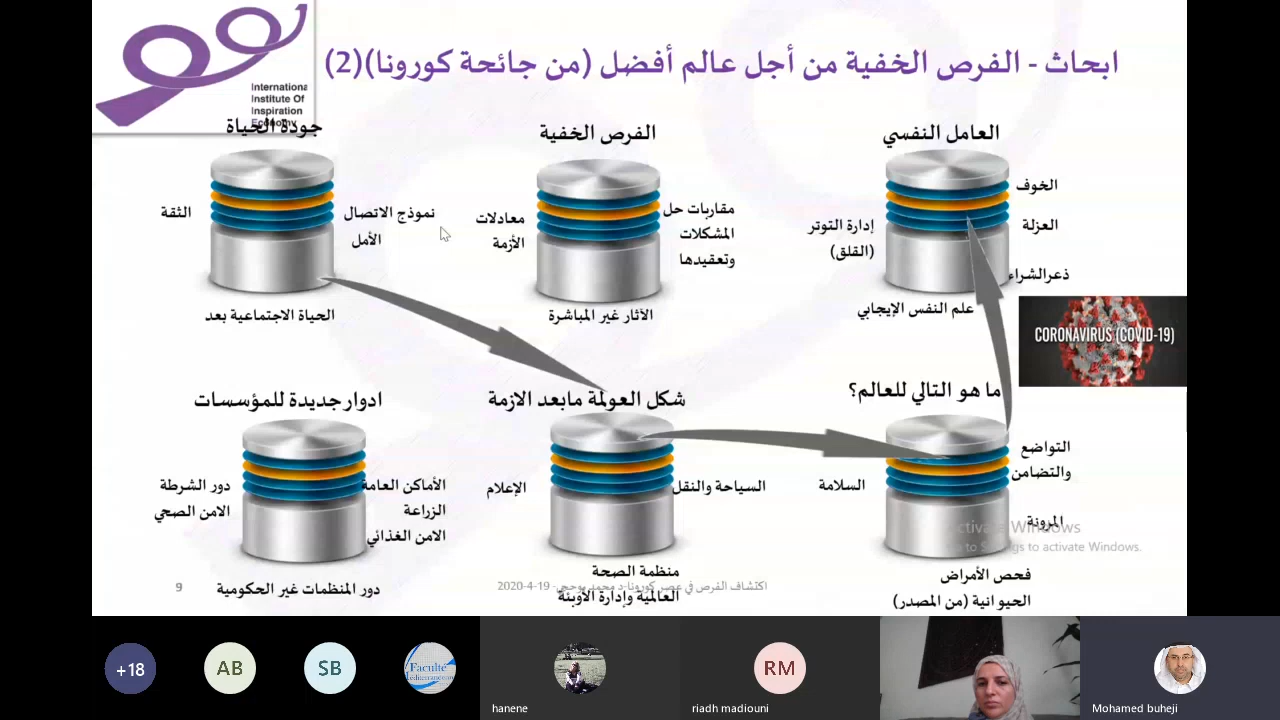 International
Institute Of
Inspiration
Economy
ابحاث - الفرص الخفية من أجل عالم أفضل (من جائحة كورونا)(2)
العامل النفسي
الخوف
العزلة
ذعرالشراء
إدارة التوتر
(القلق)
علم النفس الإيجابي
الفرص الخفية
مقاربات حل
المشكلات
وتعقيدها
معادلات
الأزمة
الآثار غير المباشرة
جودة الحياة
نموذج الاتصال
الأمل
الثقة
الحياة الاجتماعية بعد
CORONAVIRUS (COVID-19)
ما هو التالي للعالم؟
التواضع
والتضامن
المرونة
السلامة
فحص الأمراض
الحيوانية (من المصدر)
شكل العولمة مابعد الازمة
السياحة والنقل
الإعلام
منظمة الصحة
العالمية وإدارة الأوبئة
ادوار جديدة للمؤسسات
الأماكن العامة
الزراعة
الامن الغذائي
دور الشرطة
الامن الصحي
دور المنظمات غير الحكومية
Activate Windows
Go to Settings to activate Windows.
اكتشاف الفرص في عصر كورونا-د محمد بوحجي- 19-4-2020
9
+18
AB
SB
Faculté
hanene
RM
riadh madiouni
Mohamed buheji